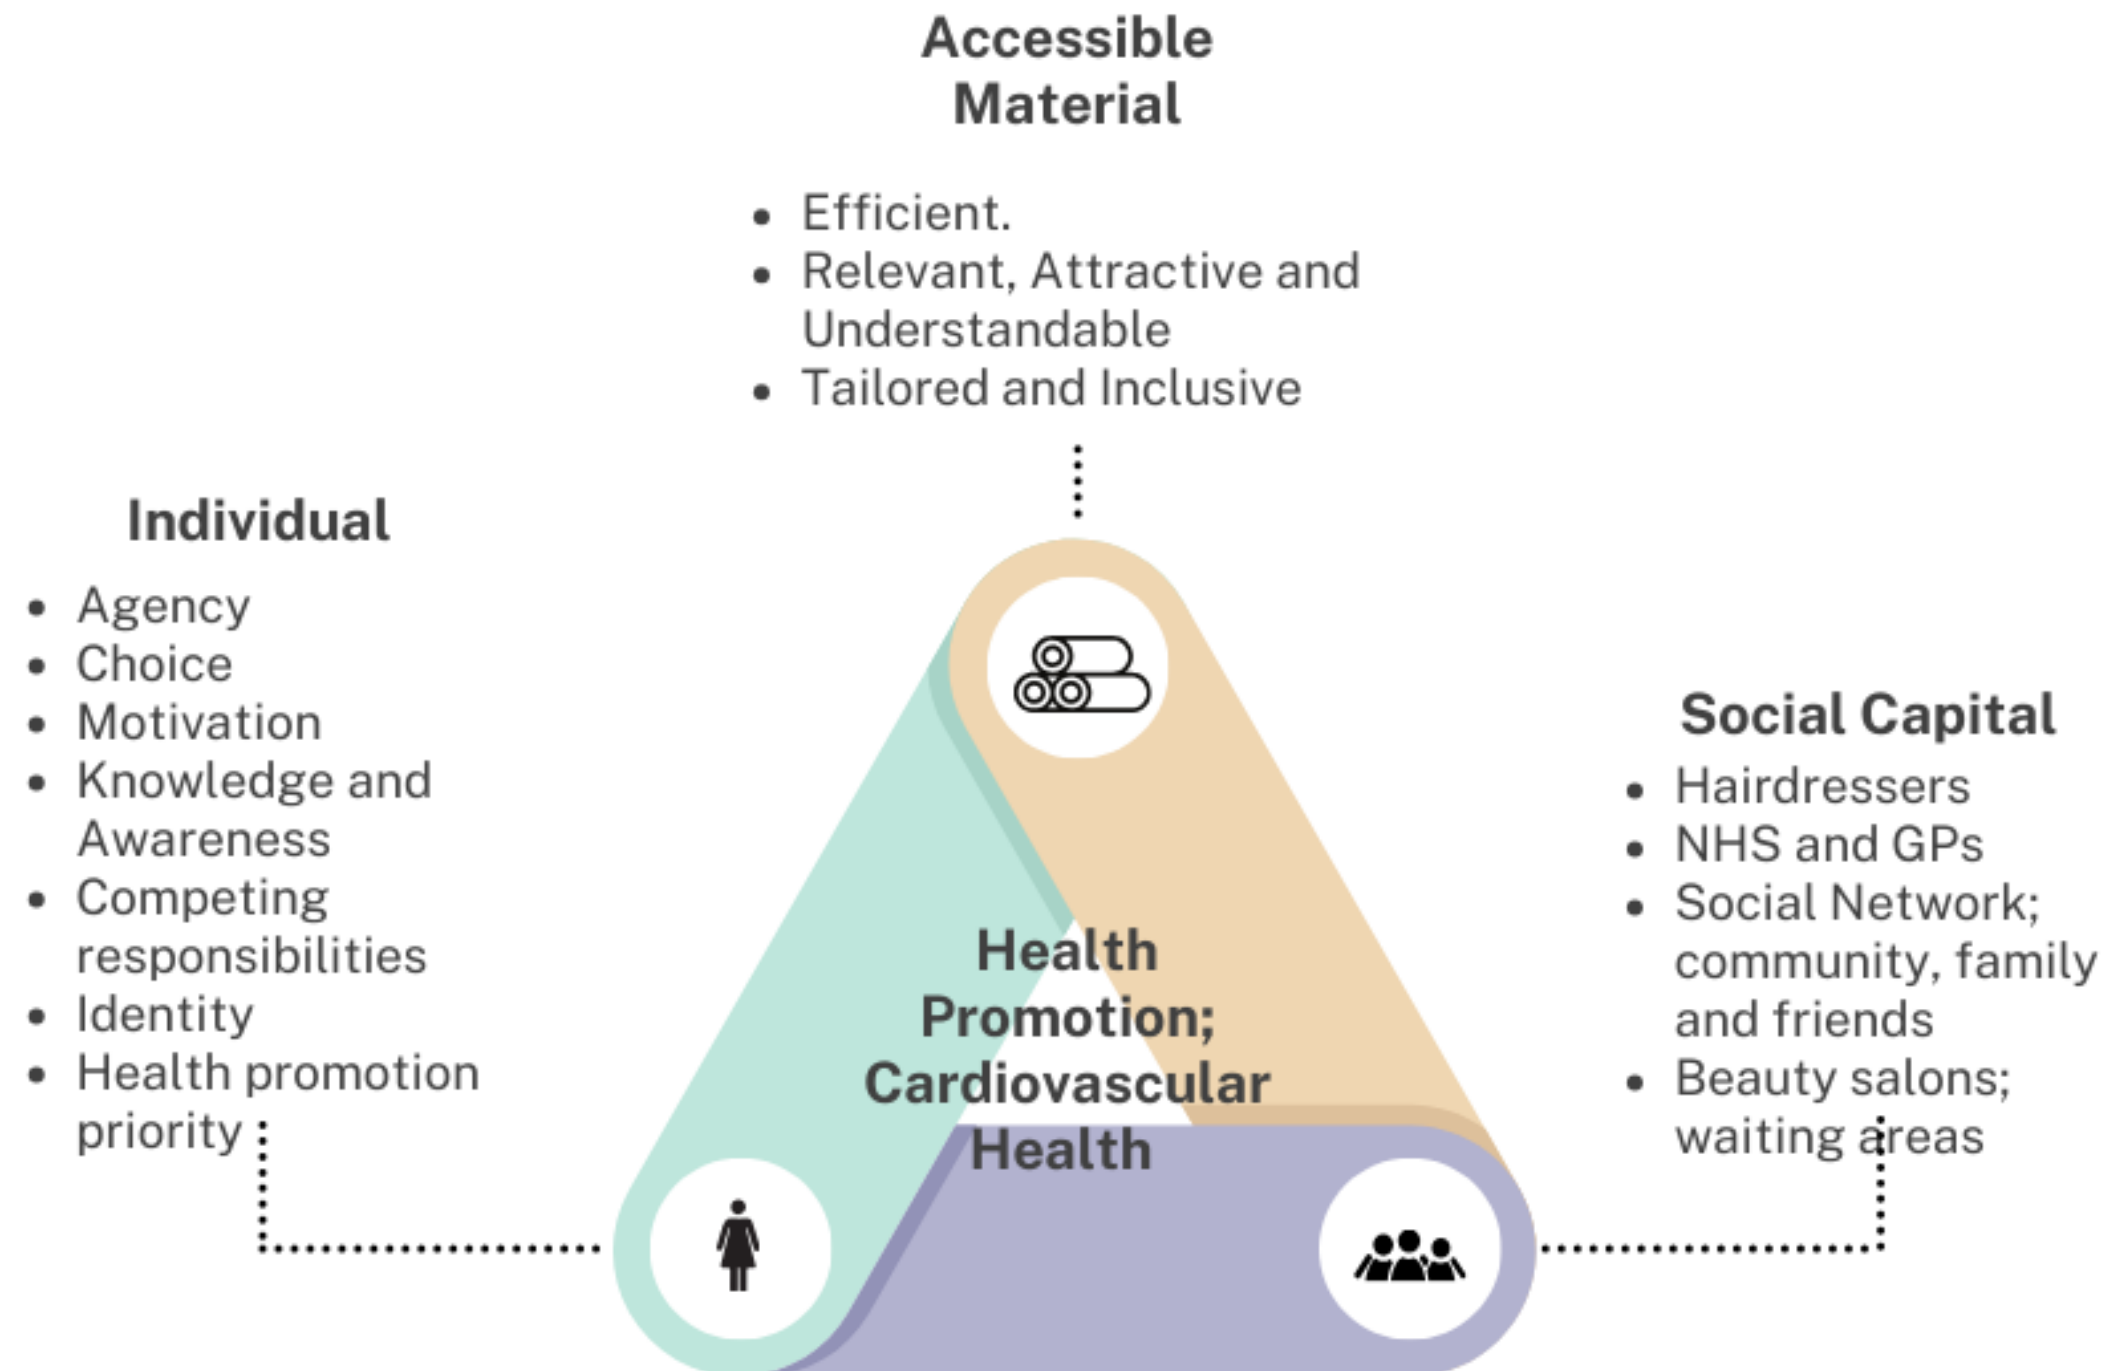 Accessible
Material
• Efficient.
• Relevant, Attractive and
Understandable
• Tailored and Inclusive
Individual
• Agency
• Choice
• Motivation
• Knowledge and
Awareness
• Competing
responsibilities
• Identity
• Health promotion
priority
Social Capital
• Hairdressers
• NHS and GPs
• Social Network;
community, family
and friends
• Beauty salons;
waiting areas
Health
Promotion;
Cardiovascular
Health